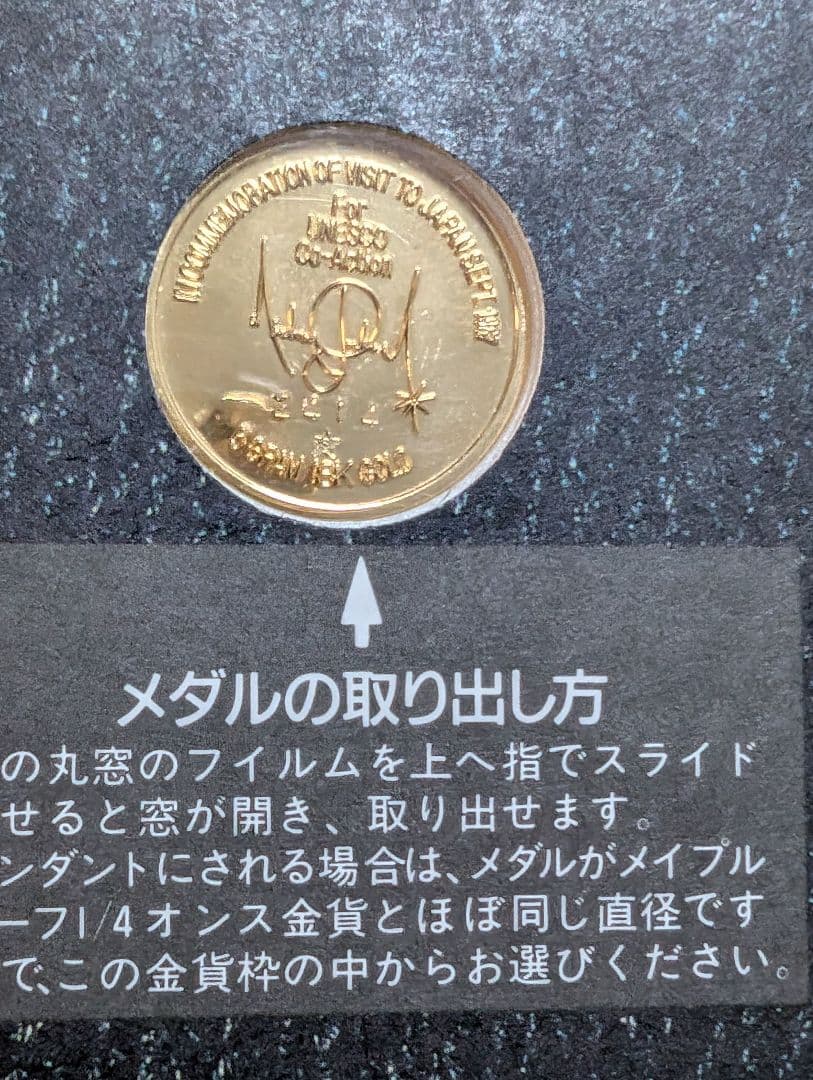 IN COMMEMORATION OF VISIT TO JAPAN SEPT. 1987
For
UNESCO
Co-Action
18K GOLD
メダルの取り出し方
の丸窓のフイルムを上へ指でスライド
せると窓が開き、取り出せます。
ンダントにされる場合は、メダルがメイプル
ーフ1/4オンス金貨とほぼ同じ直径です
で、この金貨枠の中からお選びください。